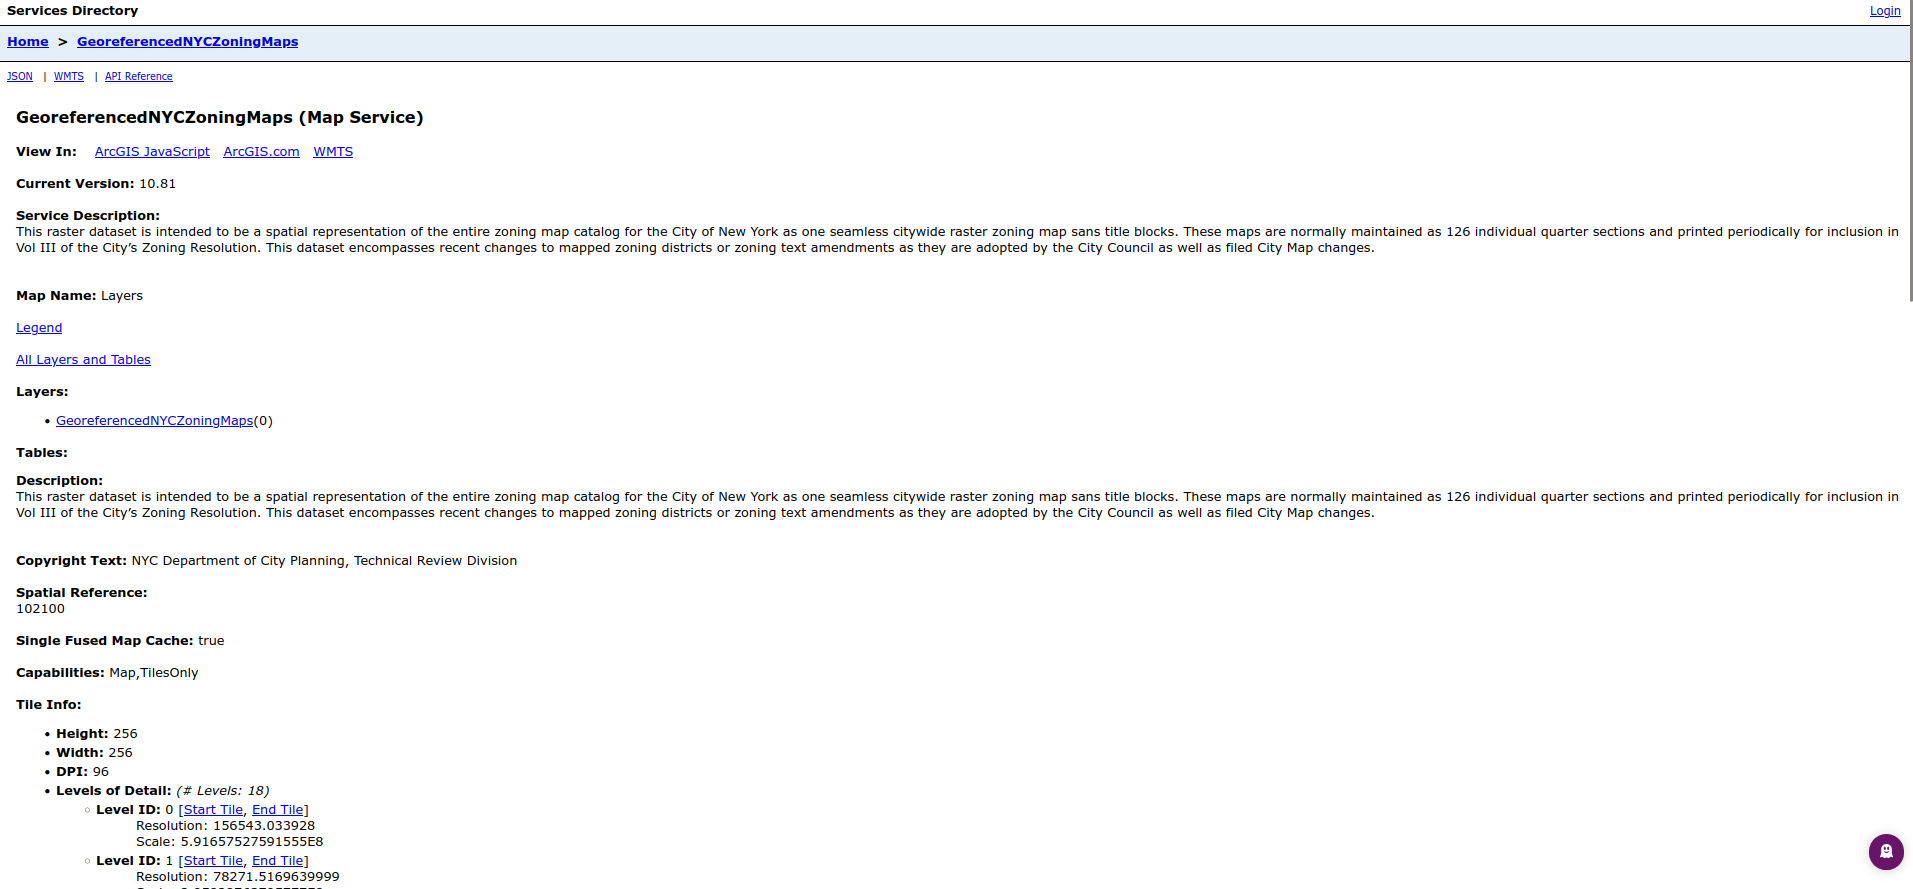 Services Directory
Login
Home > GeoreferencedNYCZoningMaps
JSON | WMTS | API Reference
GeoreferencedNYCZoningMaps (Map Service)
View In: ArcGIS JavaScript ArcGIS.com WMTS
Current Version: 10.81
Service Description:
This raster dataset is intended to be a spatial representation of the entire zoning map catalog for the City of New York as one seamless citywide raster zoning map sans title blocks. These maps are normally maintained as 126 individual quarter sections and printed periodically for inclusion in
Vol III of the City’s Zoning Resolution. This dataset encompasses recent changes to mapped zoning districts or zoning text amendments as they are adopted by the City Council as well as filed City Map changes.
Map Name: Layers
Legend
All Layers and Tables
Layers:
• GeoreferencedNYCZoningMaps(0)
Tables:
Description:
This raster dataset is intended to be a spatial representation of the entire zoning map catalog for the City of New York as one seamless citywide raster zoning map sans title blocks. These maps are normally maintained as 126 individual quarter sections and printed periodically for inclusion in
Vol III of the City’s Zoning Resolution. This dataset encompasses recent changes to mapped zoning districts or zoning text amendments as they are adopted by the City Council as well as filed City Map changes.
Copyright Text: NYC Department of City Planning, Technical Review Division
Spatial Reference:
102100
Single Fused Map Cache: true
Capabilities: Map,TilesOnly
Tile Info:
• Height: 256
• Width: 256
• DPI: 96
• Levels of Detail: (# Levels: 18)
○ Level ID: 0 [Start Tile, End Tile]
Resolution: 156543.033928
Scale: 5.91657527591555E8
○ Level ID: 1 [Start Tile, End Tile]
Resolution: 78271.5169639999